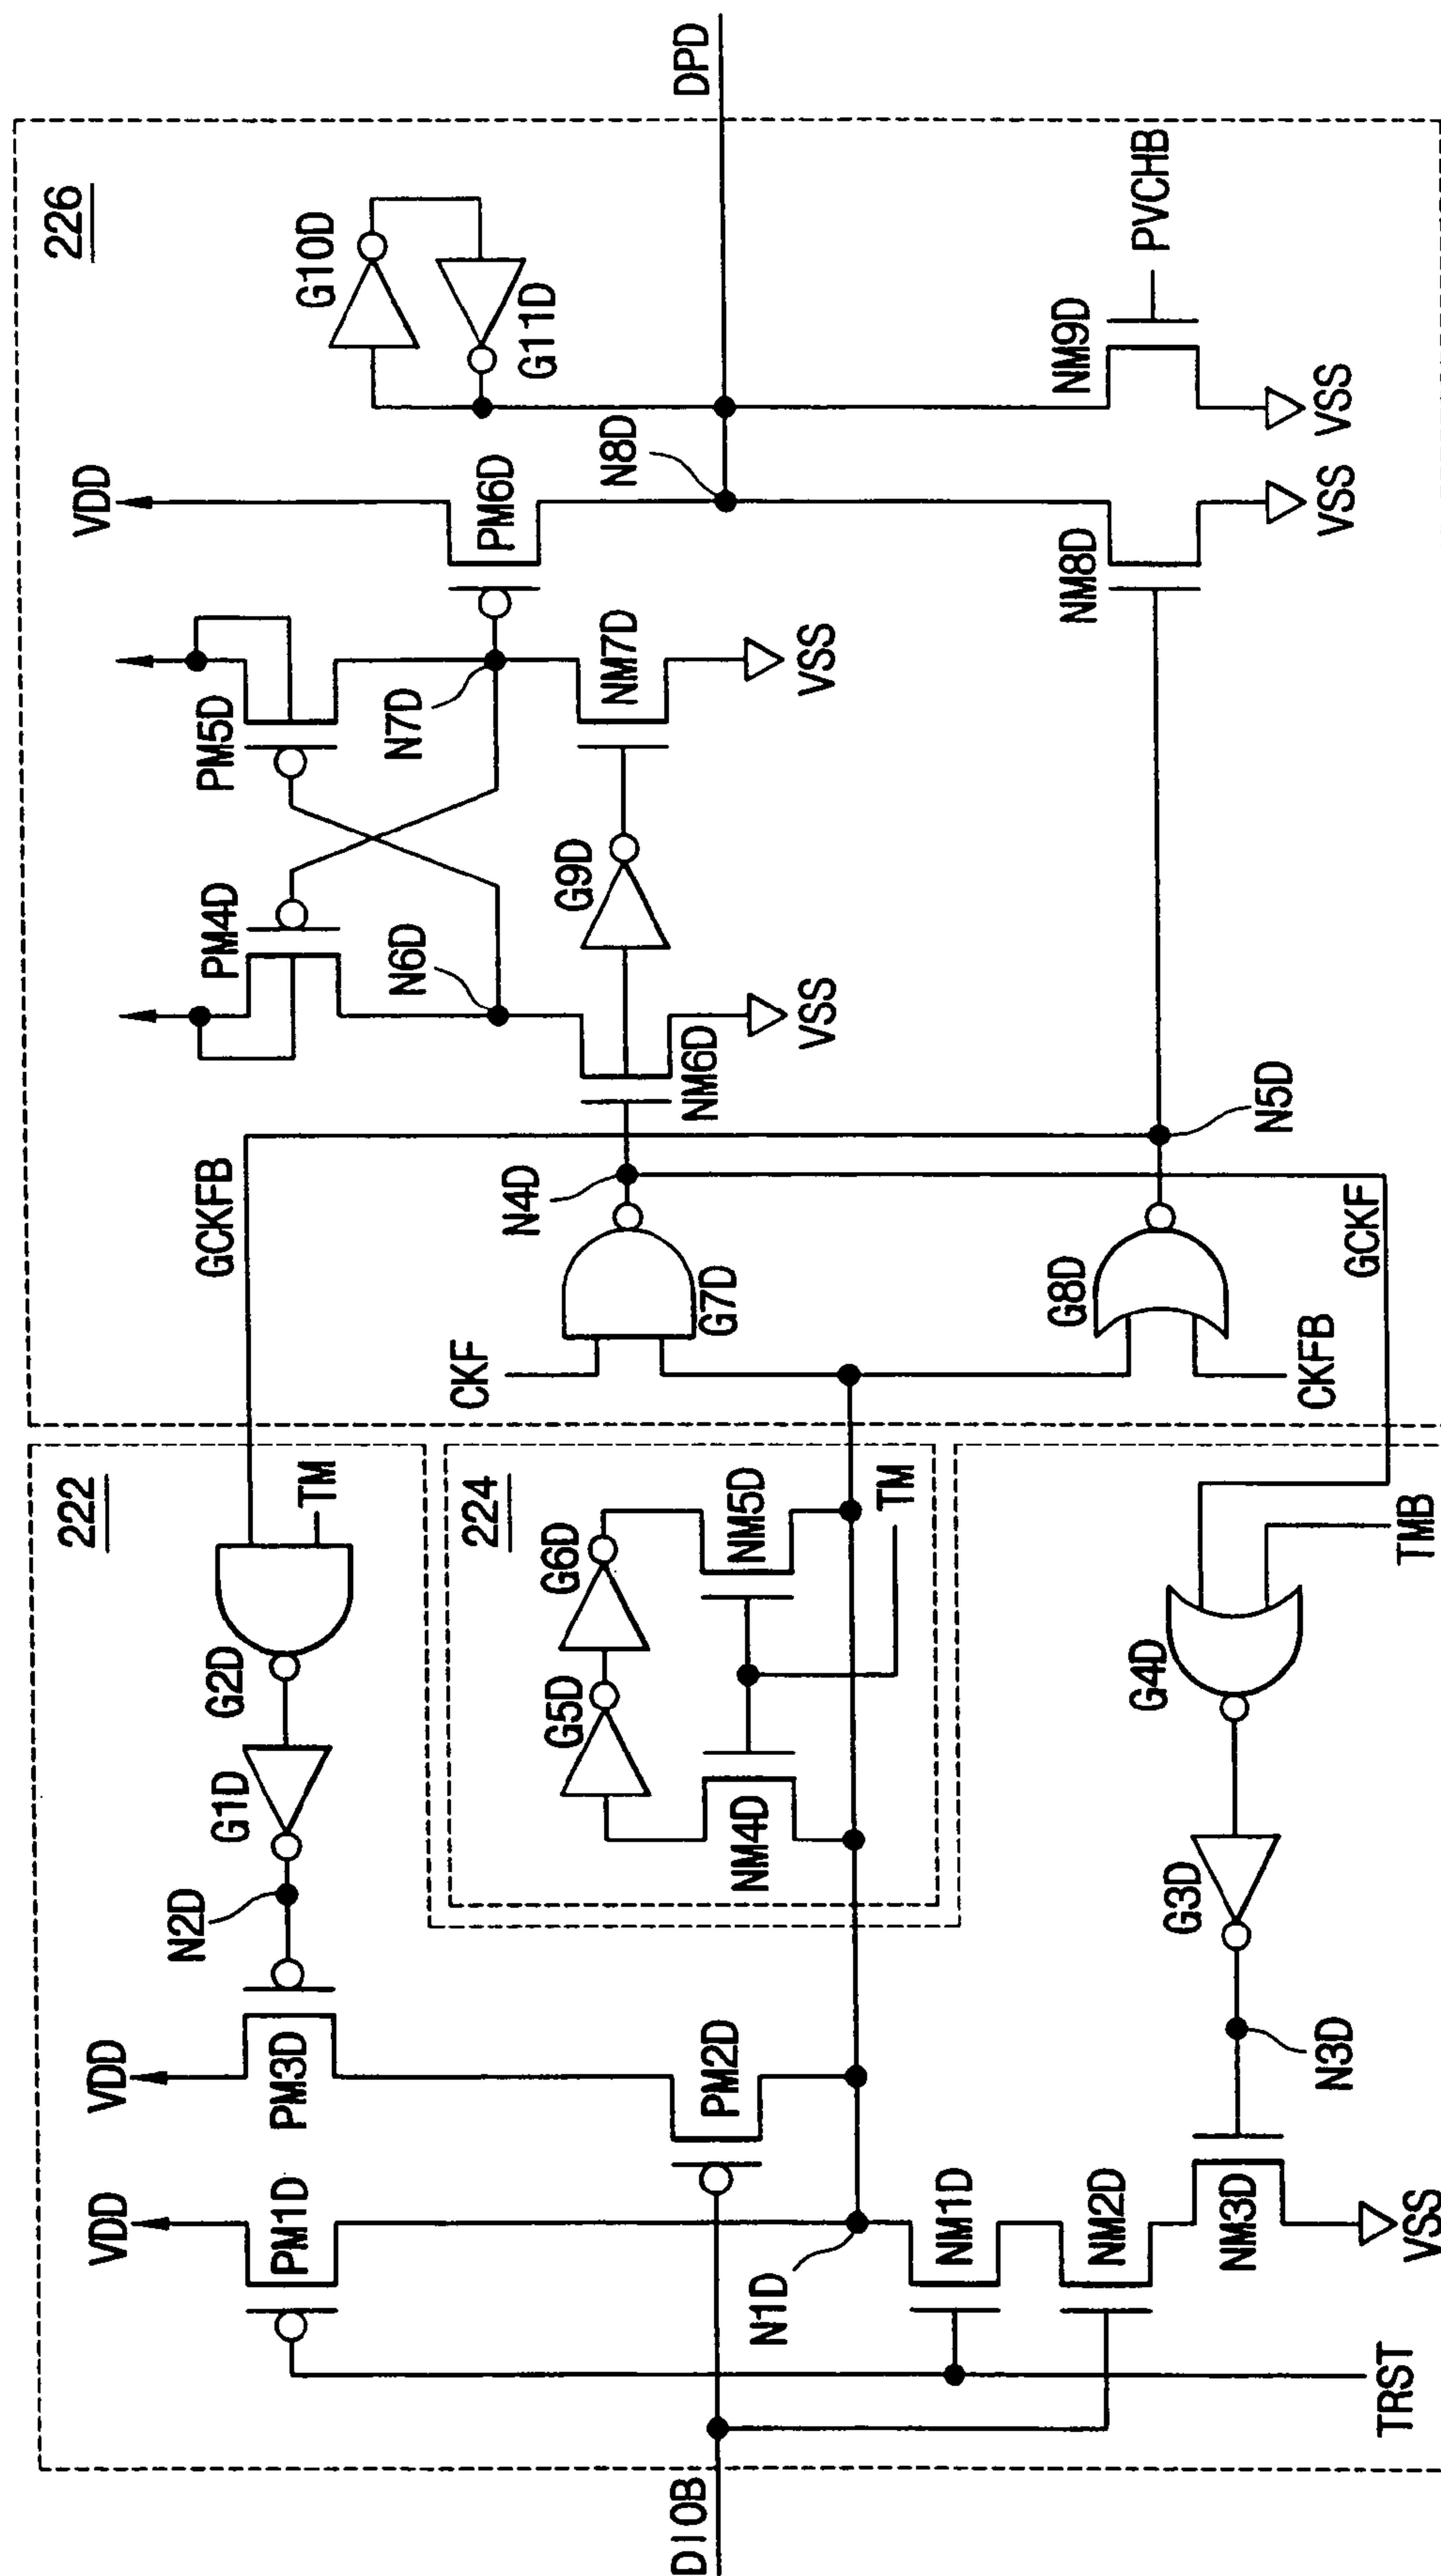 226
DPD
PVCHB
G10D
G11D
VDD
PM6D
N8D
NM9D
VSS
NM8D
VSS
PM5D
N7D
NM7D
VSS
PM4D
N6D
G9D
NM6D
VSS
N5D
GCKFB
N4D
G7D
G8D
GCKF
CKF
CKFB
222
TM
G2D
G1D
N2D
224
G6D
NM5D
TM
G5D
NM4D
TMB
G4D
G3D
N3D
VDD
PM3D
PM2D
VDD
PM1D
N1D
NM1D
NM2D
NM3D
VSS
TRST
DIOB